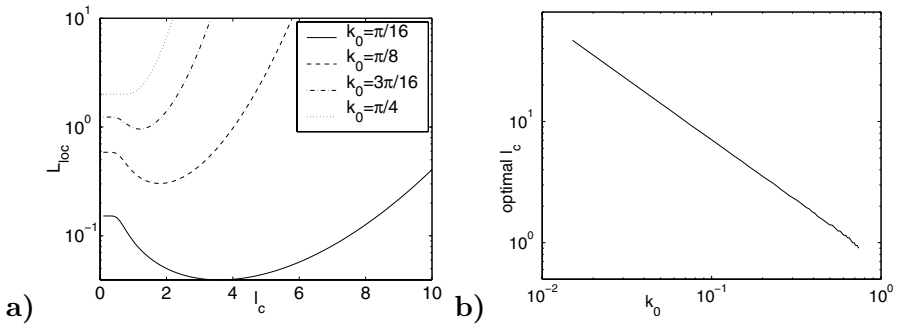 10^1
10^0
10^-1
L_loc
0 2 4 6 8 10
l_c
k_0=π/16
k_0=π/8
k_0=3π/16
k_0=π/4
a)
10^1
10^0
optimal l_c
10^-2 10^-1 10^0
k_0
b)